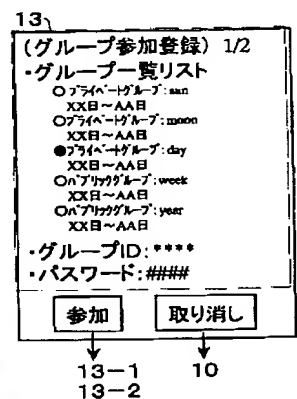 13
(グループ参加登録) 1/2
・グループ一覧リスト
○プライベートグループ:sun
XX日~AA日
○プライベートグループ:moon
XX日~AA日
●プライベートグループ:day
XX日~AA日
○パブリックグループ:week
XX日~AA日
○パブリックグループ:year
XX日~AA日
・グループID:****
・パスワード:####
参加 取り消し
13-1 10
13-2